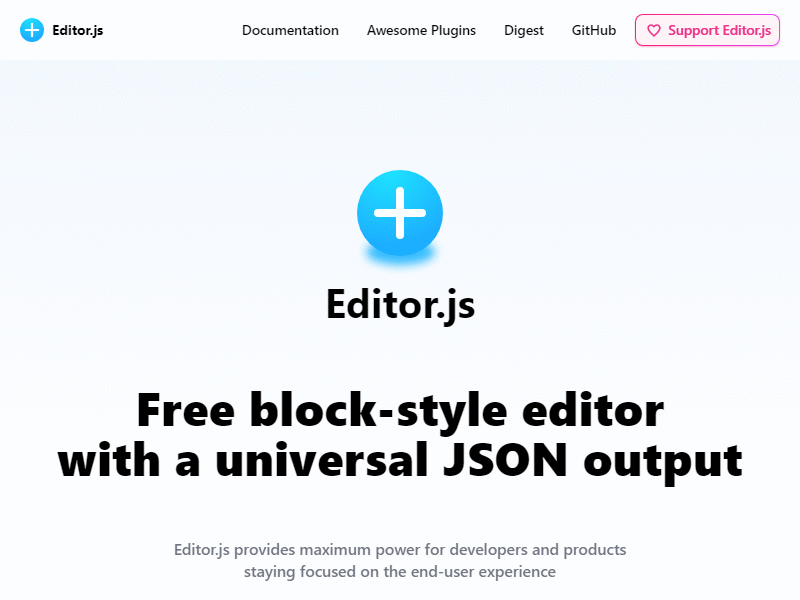 Editor.js
Documentation
Awesome Plugins
Digest
GitHub
Support Editor.js
Editor.js
Free block-style editor
with a universal JSON output
Editor.js provides maximum power for developers and products
staying focused on the end-user experience